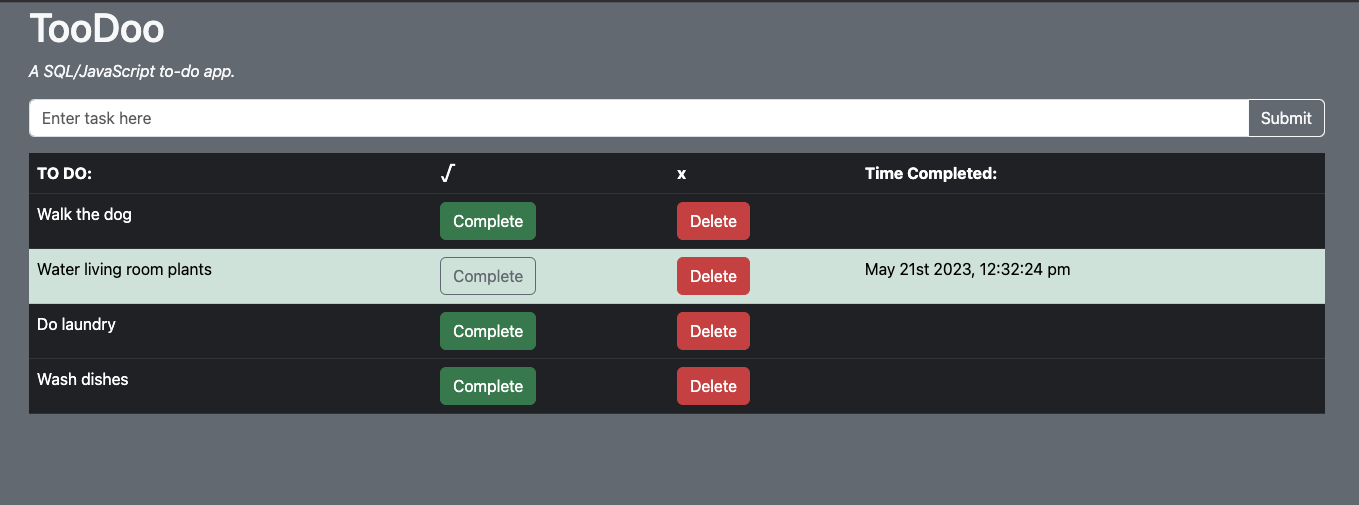 TooDoo
A SQL/JavaScript to-do app.
Enter task here Submit
TO DO: √ x Time Completed:
Walk the dog Complete Delete
Water living room plants Complete Delete May 21st 2023, 12:32:24 pm
Do laundry Complete Delete
Wash dishes Complete Delete